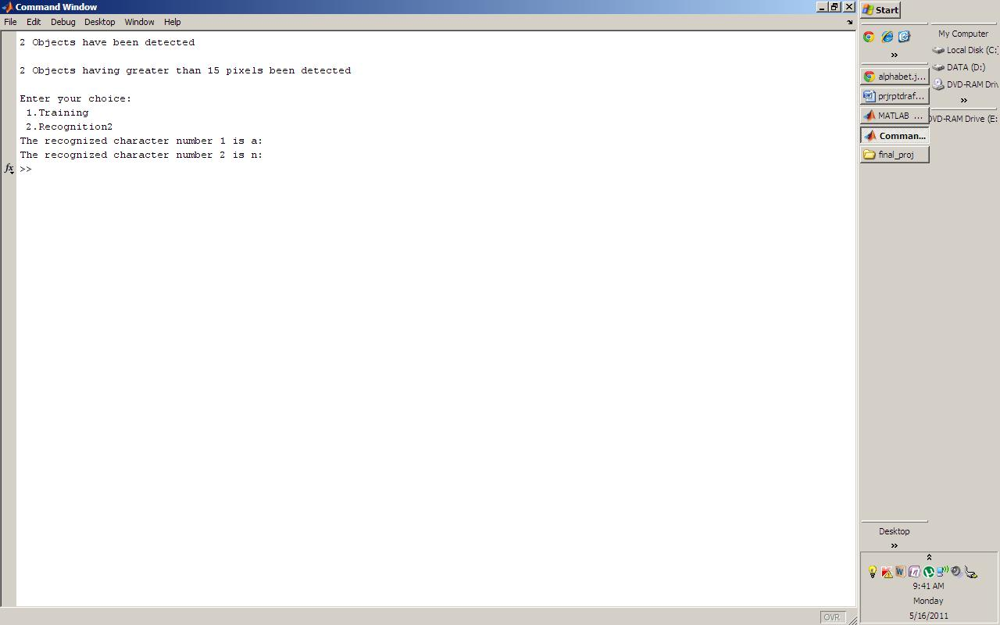 Command Window
File Edit Debug Desktop Window Help
2 Objects have been detected
2 Objects having greater than 15 pixels been detected
Enter your choice:
1.Training
2.Recognition2
The recognized character number 1 is a:
The recognized character number 2 is n:
fx >>
OVR
Start
My Computer
Local Disk (C:)
DATA (D:)
DVD-RAM Driv
»
DVD-RAM Drive (E:
»
alphabet.j...
prjrptdraf...
MATLAB ...
Comman...
final_proj
Desktop
»
9:41 AM
Monday
5/16/2011